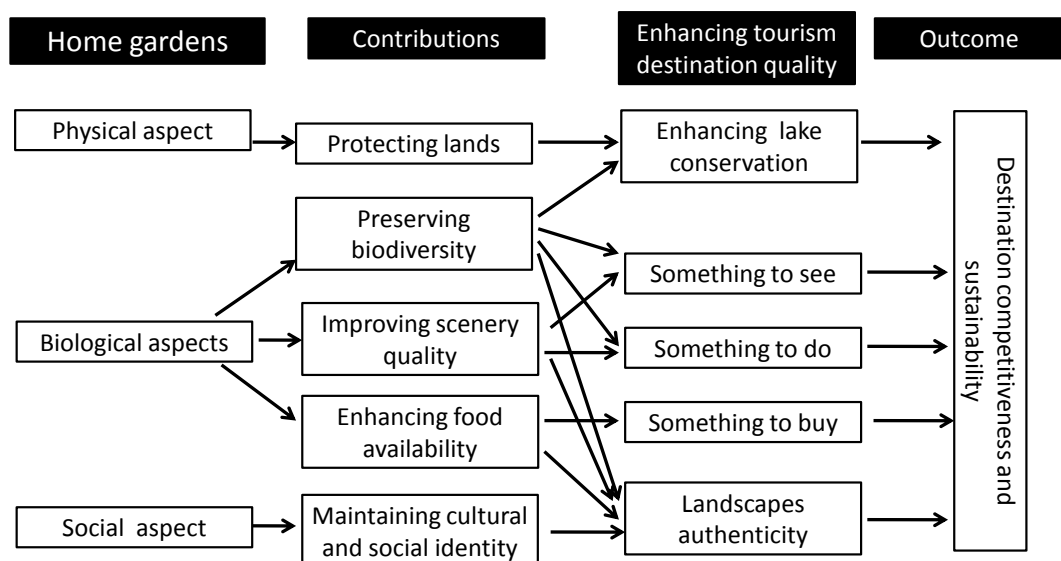 Home gardens
Contributions
Enhancing tourism
destination quality
Outcome
Physical aspect
Protecting lands
Enhancing lake
conservation
Preserving
biodiversity
Something to see
Biological aspects
Improving scenery
quality
Something to do
Enhancing food
availability
Something to buy
Social aspect
Maintaining cultural
and social identity
Landscapes
authenticity
Destination competitiveness and
sustainability